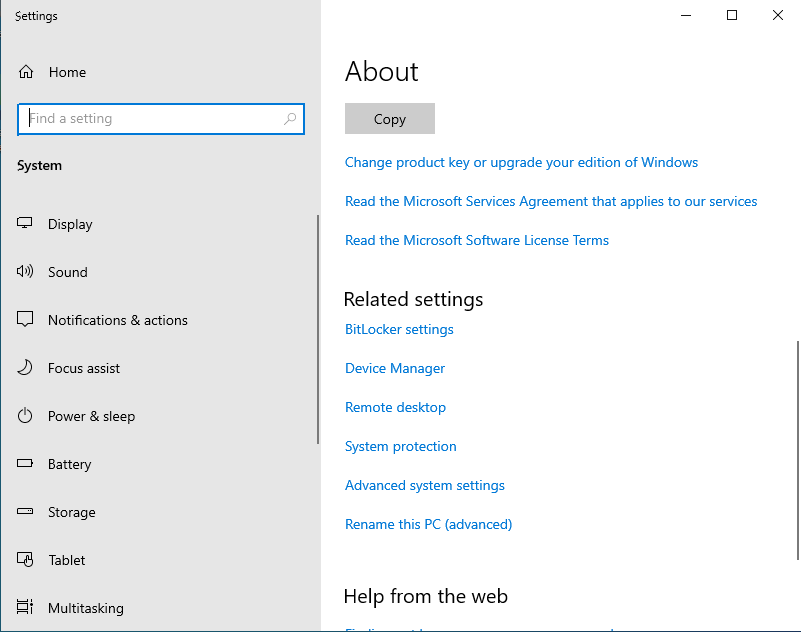 Settings
Home
Find a setting
System
Display
Sound
Notifications & actions
Focus assist
Power & sleep
Battery
Storage
Tablet
Multitasking
About
Copy
Change product key or upgrade your edition of Windows
Read the Microsoft Services Agreement that applies to our services
Read the Microsoft Software License Terms
Related settings
BitLocker settings
Device Manager
Remote desktop
System protection
Advanced system settings
Rename this PC (advanced)
Help from the web